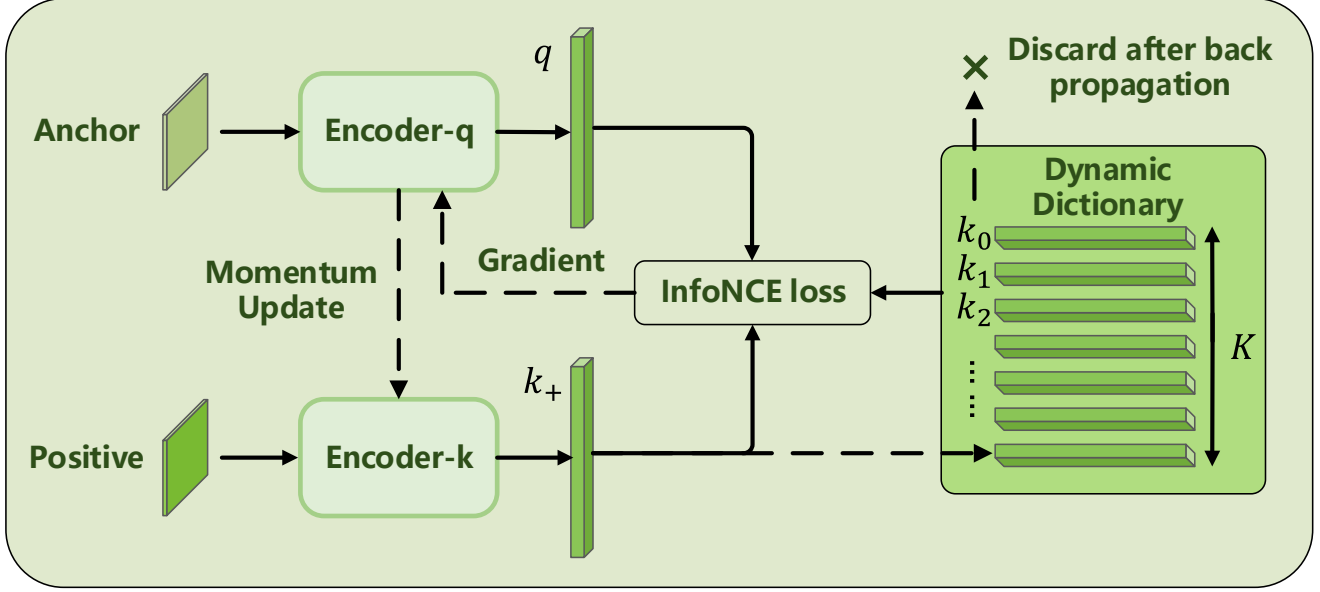 Anchor
Encoder-q
q
Discard after back
propagation
Dynamic
Dictionary
k₀
k₁
k₂
⋮
K
Momentum
Update
Gradient
InfoNCE loss
k₊
Positive
Encoder-k